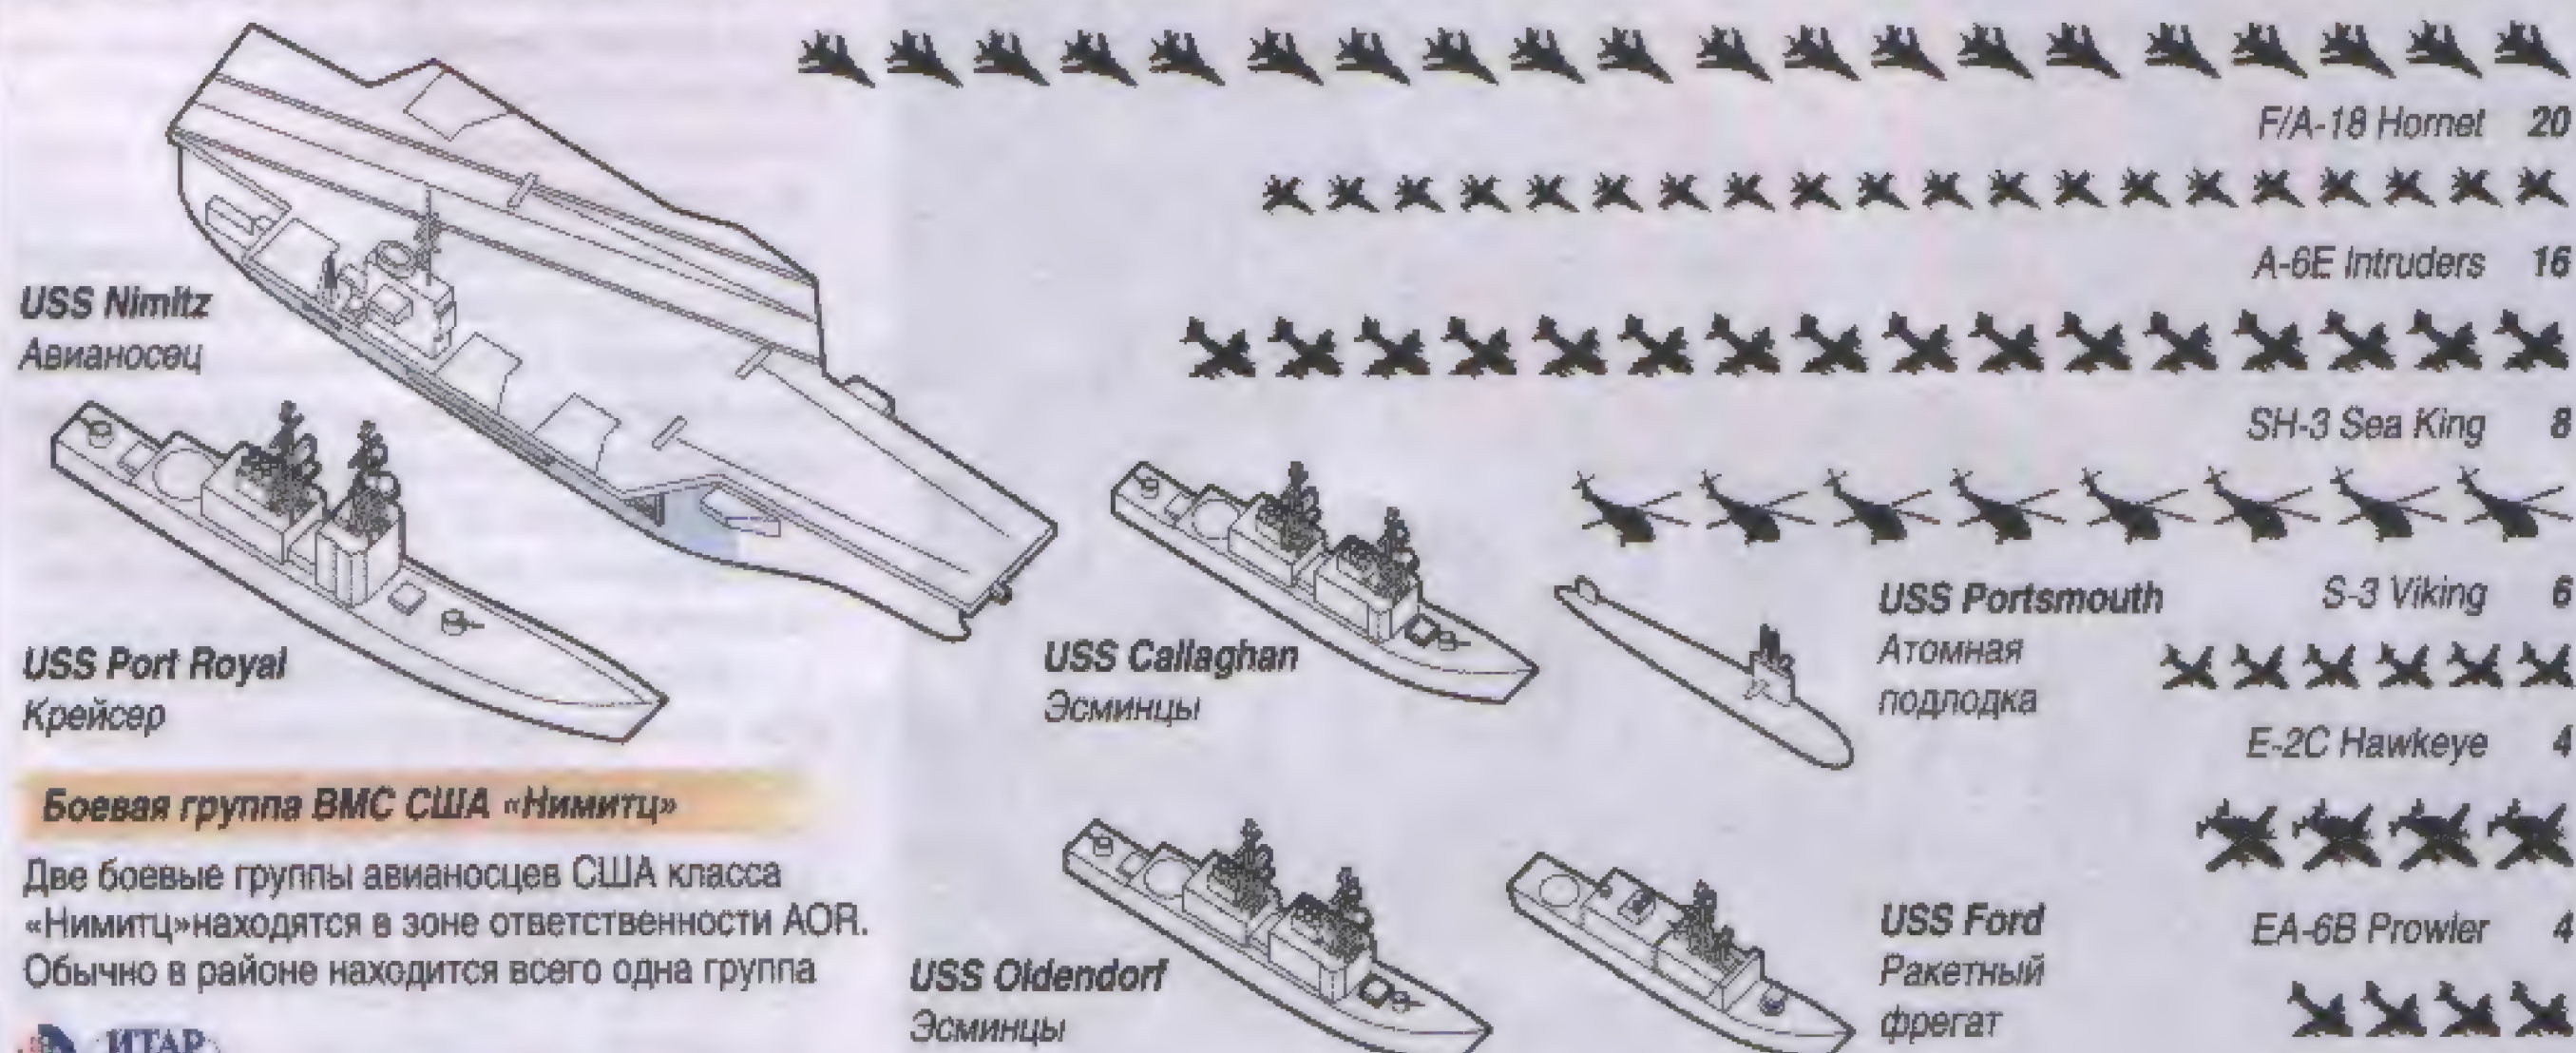 F/A-18 Hornet 20
A-6E Intruders 16
USS Nimitz
Авианосец
SH-3 Sea King 8
USS Portsmouth
Атомная
подлодка
S-3 Viking 6
USS Callaghan
Эсминцы
USS Port Royal
Крейсер
E-2C Hawkeye 4
Боевая группа ВМС США «Нимитц»
Две боевые группы авианосцев США класса
«Нимитц»находятся в зоне ответственности AOR.
Обычно в районе находится всего одна группа
USS Ford
Ракетный
фрегат
EA-6B Prowler 4
USS Oldendorf
Эсминцы
ИТАР